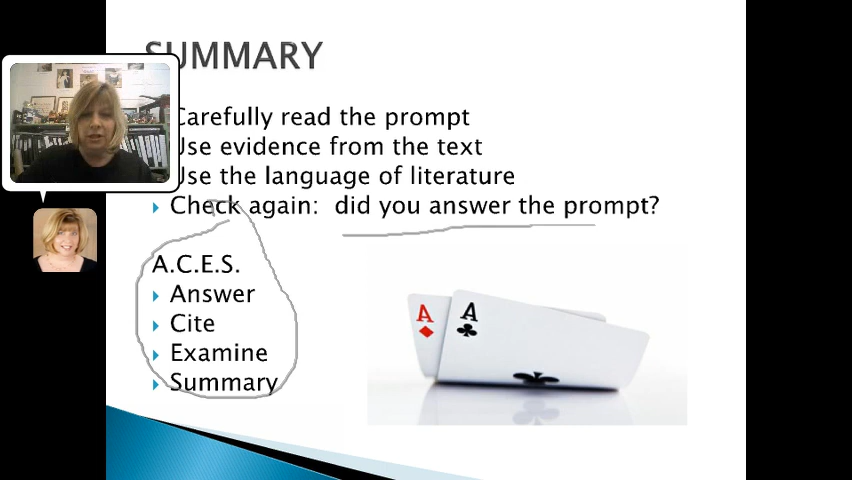 SUMMARY
Carefully read the prompt
Use evidence from the text
Use the language of literature
Check again: did you answer the prompt?
A.C.E.S.
Answer
Cite
Examine
Summary
A
A